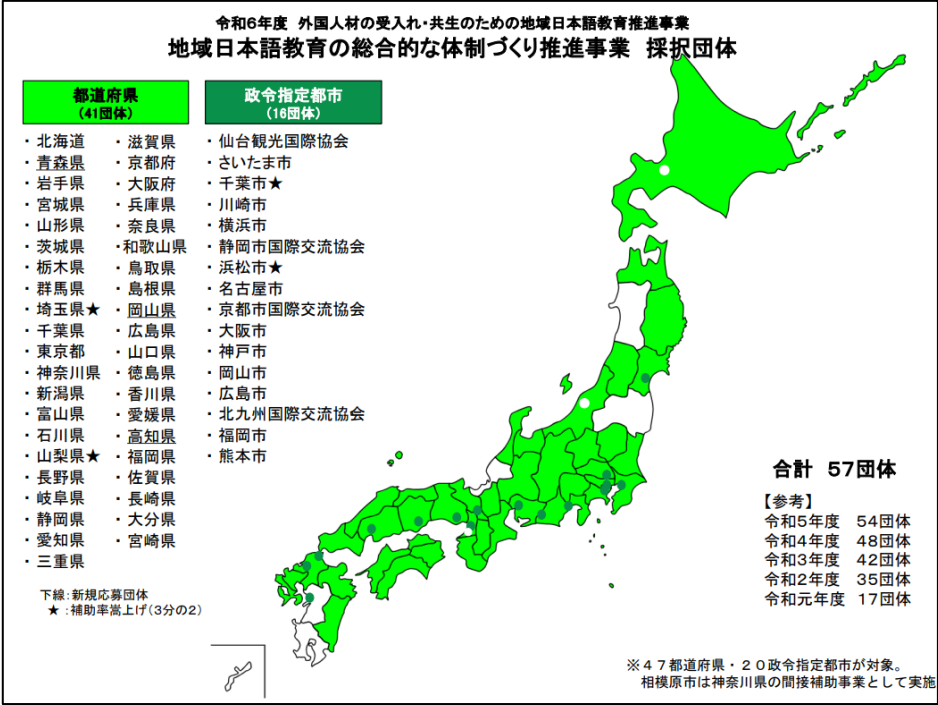 令和6年度 外国人材の受入れ・共生のための地域日本語教育推進事業
地域日本語教育の総合的な体制づくり推進事業 採択団体
都道府県
(41団体)
・北海道
・青森県
・岩手県
・宮城県
・山形県
・茨城県
・栃木県
・群馬県
・埼玉県★
・千葉県
・東京都
・神奈川県
・新潟県
・富山県
・石川県
・山梨県★
・長野県
・岐阜県
・静岡県
・愛知県
・三重県
・滋賀県
・京都府
・大阪府
・兵庫県
・奈良県
・和歌山県
・鳥取県
・島根県
・岡山県
・広島県
・山口県
・徳島県
・香川県
・愛媛県
・高知県
・福岡県
・佐賀県
・長崎県
・大分県
・宮崎県
政令指定都市
(16団体)
・仙台観光国際協会
・さいたま市
・千葉市★
・川崎市
・横浜市
・静岡市国際交流協会
・浜松市★
・名古屋市
・京都市国際交流協会
・大阪市
・神戸市
・岡山市
・広島市
・北九州国際交流協会
・福岡市
・熊本市
下線:新規応募団体
★:補助率嵩上げ(3分の2)
合計 57団体
【参考】
令和5年度 54団体
令和4年度 48団体
令和3年度 42団体
令和2年度 35団体
令和元年度 17団体
※47都道府県・20政令指定都市が対象。
相模原市は神奈川県の間接補助事業として実施